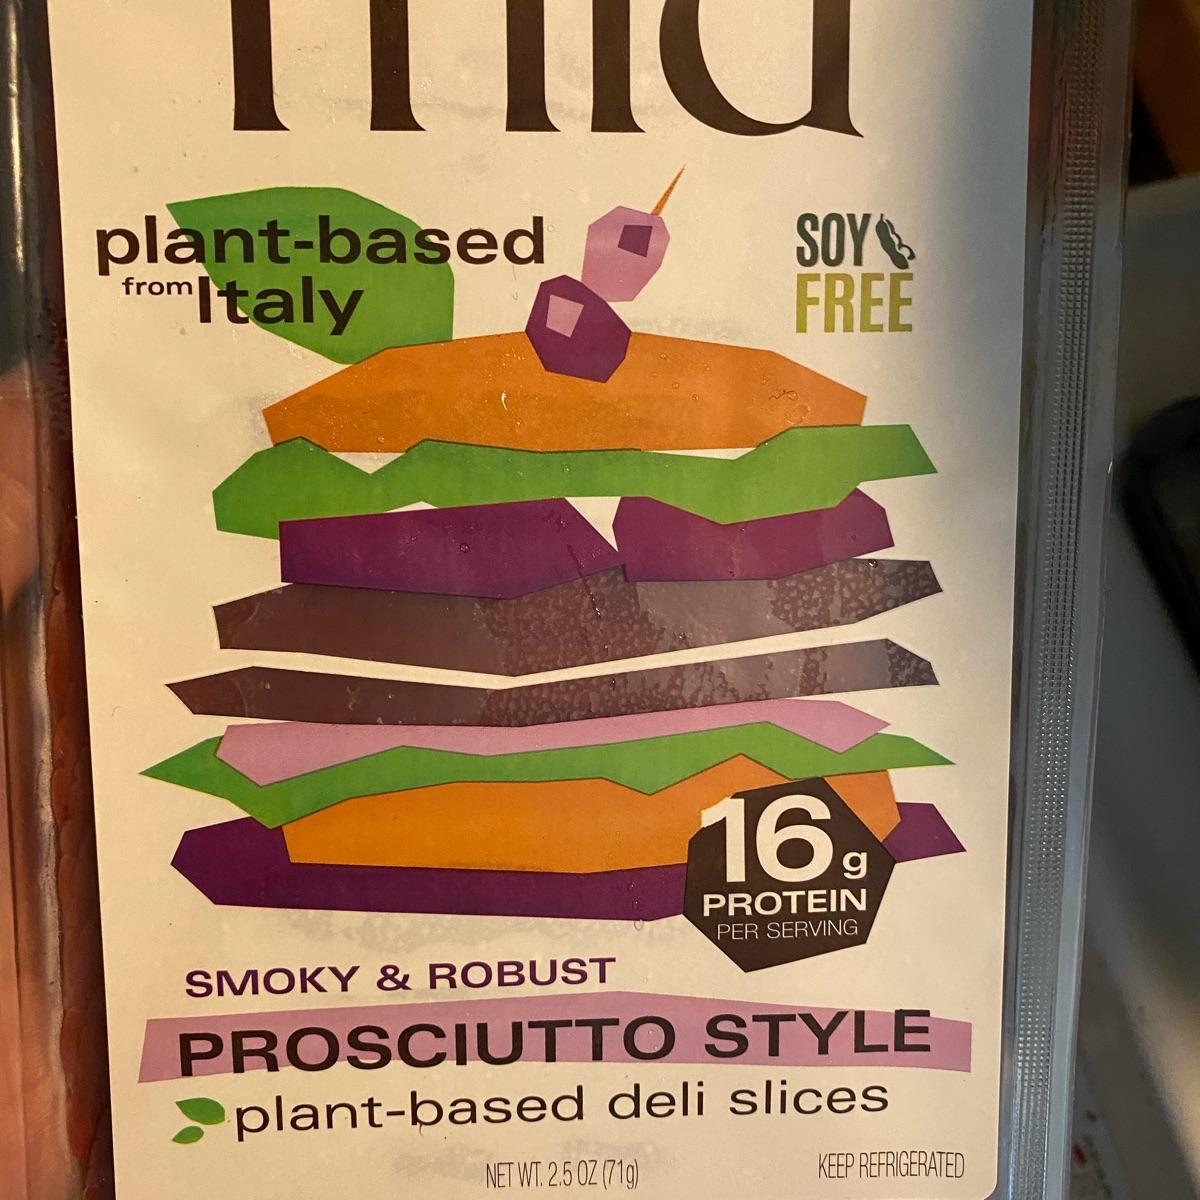 plant-based
from Italy
SOY
FREE
16g
PROTEIN
PER SERVING
SMOKY & ROBUST
PROSCIUTTO STYLE
plant-based deli slices
NET WT. 2.5 OZ (71g)
KEEP REFRIGERATED